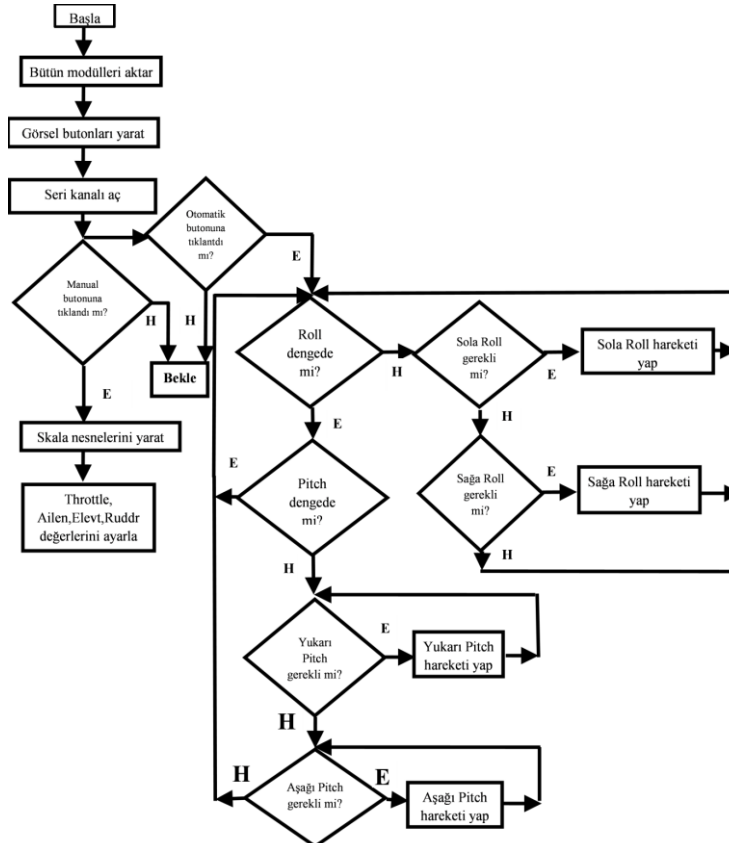 Başla
Bütün modülleri aktar
Görsel butonları yarat
Seri kanalı aç
Otomatik
butonuna
tıklantdı
mı?
E
H
Manual
butonuna
tıklandı mı?
H
E
Bekle
Skala nesnelerini yarat
Throttle,
Ailen,Elevt,Ruddr
değerlerini ayarla
Roll
dengede
mi?
H
E
Sola Roll
gerekli
mi?
E
H
Sola Roll hareketi
yap
Sağa Roll
gerekli
mi?
E
H
Sağa Roll hareketi
yap
Pitch
dengede
mi?
E
H
Yukarı
Pitch
gerekli mi?
E
H
Yukarı Pitch
hareketi yap
Aşağı Pitch
gerekli mi?
H
E
Aşağı Pitch
hareketi yap